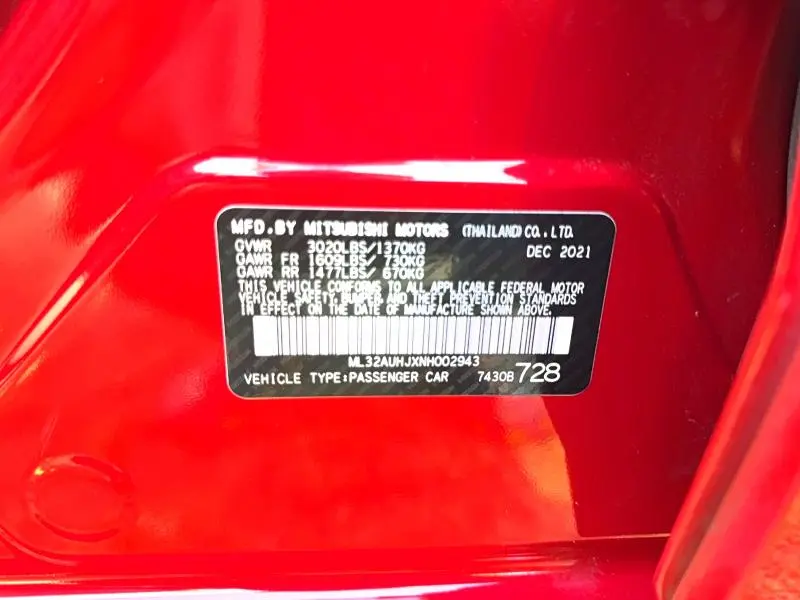 MFD.BY MITSUBISHI MOTORS (THAILAND) CO., LTD.
GVWR 3020LBS/1370KG DEC 2021
GAWR FR 1609LBS/ 730KG
GAWR RR 1477LBS/ 670KG
THIS VEHICLE CONFORMS TO ALL APPLICABLE FEDERAL MOTOR
VEHICLE SAFETY, BUMPER, AND THEFT PREVENTION STANDARDS
IN EFFECT ON THE DATE OF MANUFACTURE SHOWN ABOVE.
ML32AUHJXNH002943
VEHICLE TYPE:PASSENGER CAR 7430B 728